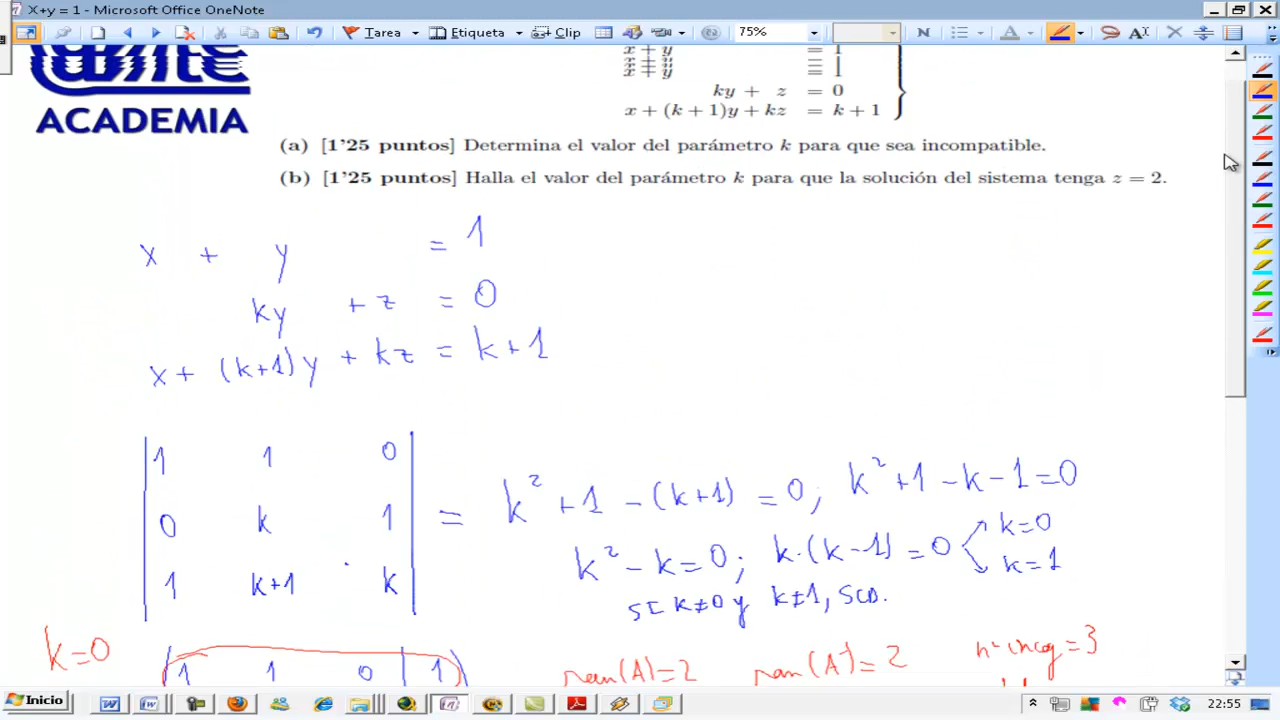 X+y = 1 - Microsoft Office OneNote
Tarea Etiqueta Clip 75% N A
ACADEMIA
x + y = 1
ky + z = 0
x + (k + 1)y + kz = k + 1
(a) [1’25 puntos] Determina el valor del parámetro k para que sea incompatible.
(b) [1’25 puntos] Halla el valor del parámetro k para que la solución del sistema tenga z = 2.
x + y = 1
ky + z = 0
x + (k+1)y + kz = k+1
1 1 0
0 k 1 = k² +1 -(k+1) =0; k² +1 -k -1 =0
1 k+1 k k² -k=0; k·(k-1)=0 k=0 k=1
SI k≠0 y k≠1, SCD.
k=0
1 1 0 1 ran(A)=2 ran(A')=2 nº incog=3
Inicio
22:55